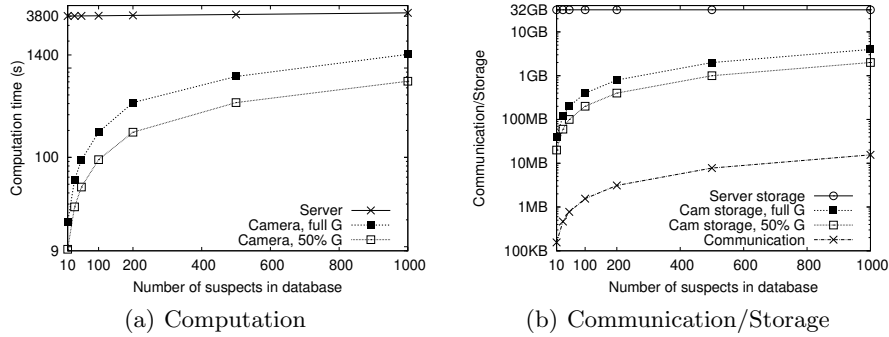 3800
1400
100
9
Computation time (s)
Server
Camera, full G
Camera, 50% G
10 100 200 400 600 800 1000
Number of suspects in database
(a) Computation
32GB
10GB
1GB
100MB
10MB
1MB
100KB
Communication/Storage
Server storage
Cam storage, full G
Cam storage, 50% G
Communication
10 100 200 400 600 800 1000
Number of suspects in database
(b) Communication/Storage